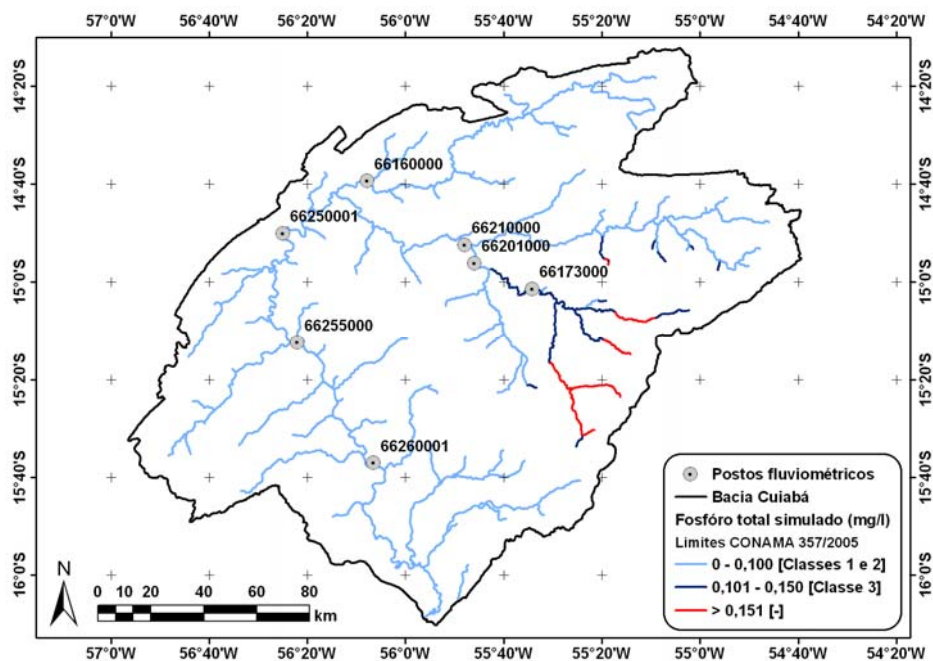 57°0'W 56°40'W 56°20'W 56°0'W 55°40'W 55°20'W 55°0'W 54°40'W 54°20'W
14°20'S 14°20'S
14°40'S 14°40'S
15°0'S 15°0'S
15°20'S 15°20'S
15°40'S 15°40'S
16°0'S 16°0'S
66160000
66250001
66210000
66201000
66173000
66255000
66260001
Postos fluviométricos
Bacia Cuiabá
Fosfóro total simulado (mg/l)
Limites CONAMA 357/2005
0 - 0,100 [Classes 1 e 2]
0,101 - 0,150 [Classe 3]
> 0,151 [-]
N
0 10 20 40 60 80
km
57°0'W 56°40'W 56°20'W 56°0'W 55°40'W 55°20'W 55°0'W 54°40'W 54°20'W